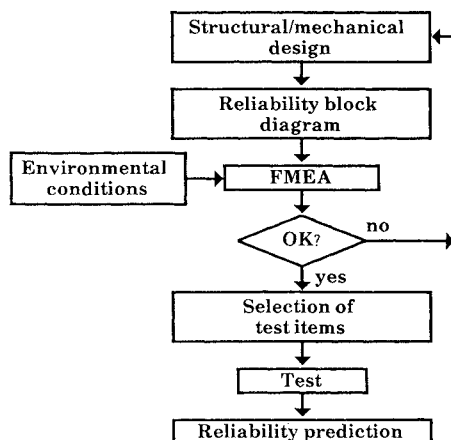 Structural/mechanical
design
Reliability block
diagram
Environmental
conditions
FMEA
OK?
no
yes
Selection of
test items
Test
Reliability prediction